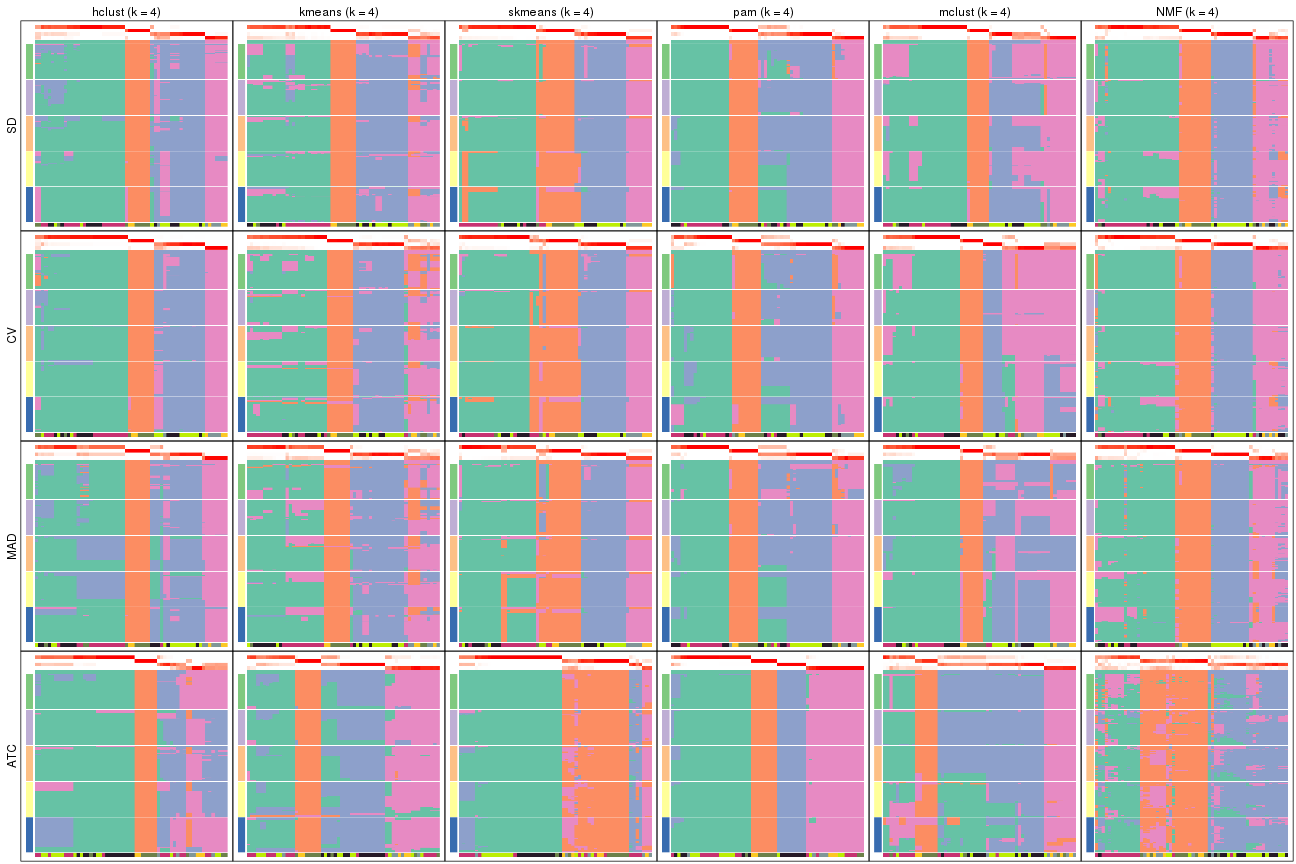 hclust (k = 4)
kmeans (k = 4)
skmeans (k = 4)
pam (k = 4)
mclust (k = 4)
NMF (k = 4)
SD
CV
MAD
ATC